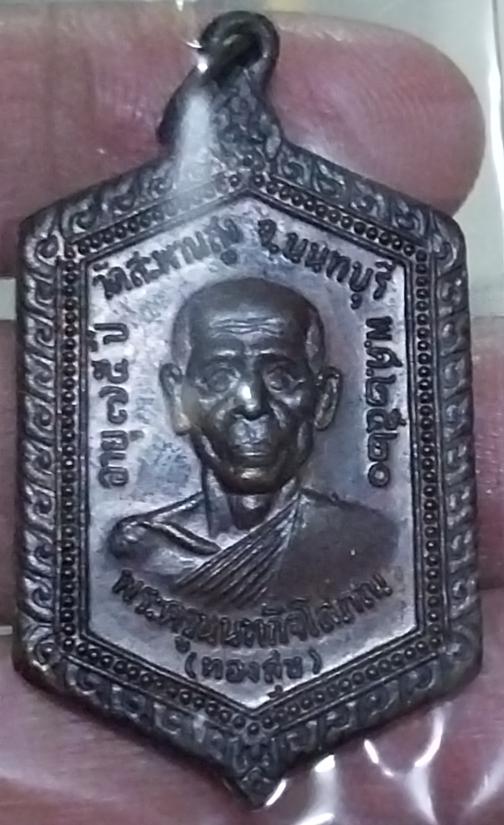 อายุ ๗๕ ปี
วัดสะพานสูง จ.นนทบุรี
พ.ศ.๒๕๒๐
พระครูนนทกิจโสภณ
(ทองสุข)